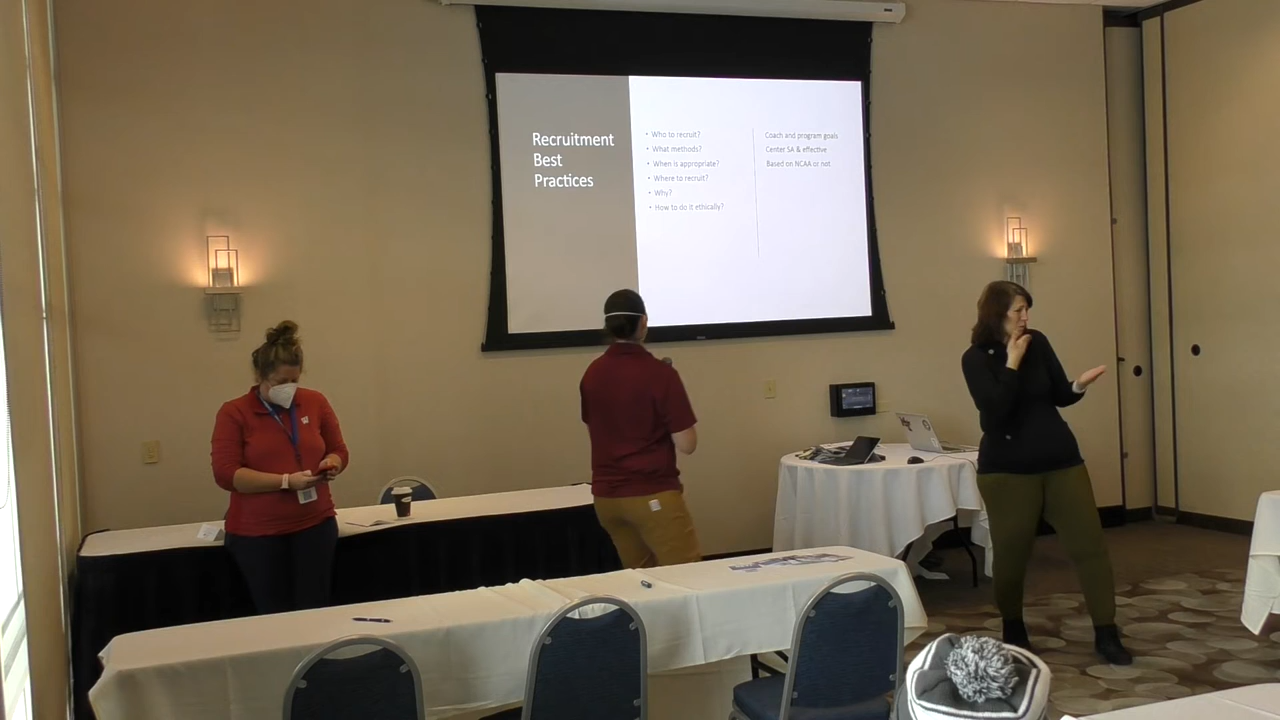 Recruitment
Best
Practices
• Who to recruit?
• What methods?
• When is appropriate?
• Where to recruit?
• Why?
• How to do it ethically?
Coach and program goals
Center SA & effective
Based on NCAA or not
W